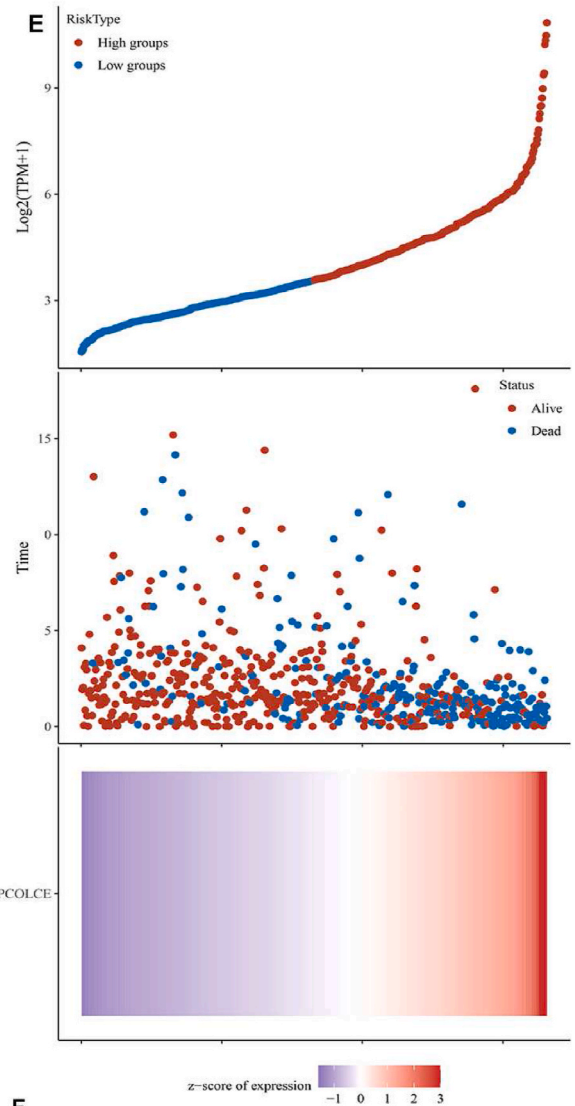 E
RiskType
High groups
Low groups
Log2(TPM+1)
9
6
3
Status
Alive
Dead
Time
15
0
5
0
PCOLCE
z-score of expression
-1 0 1 2 3